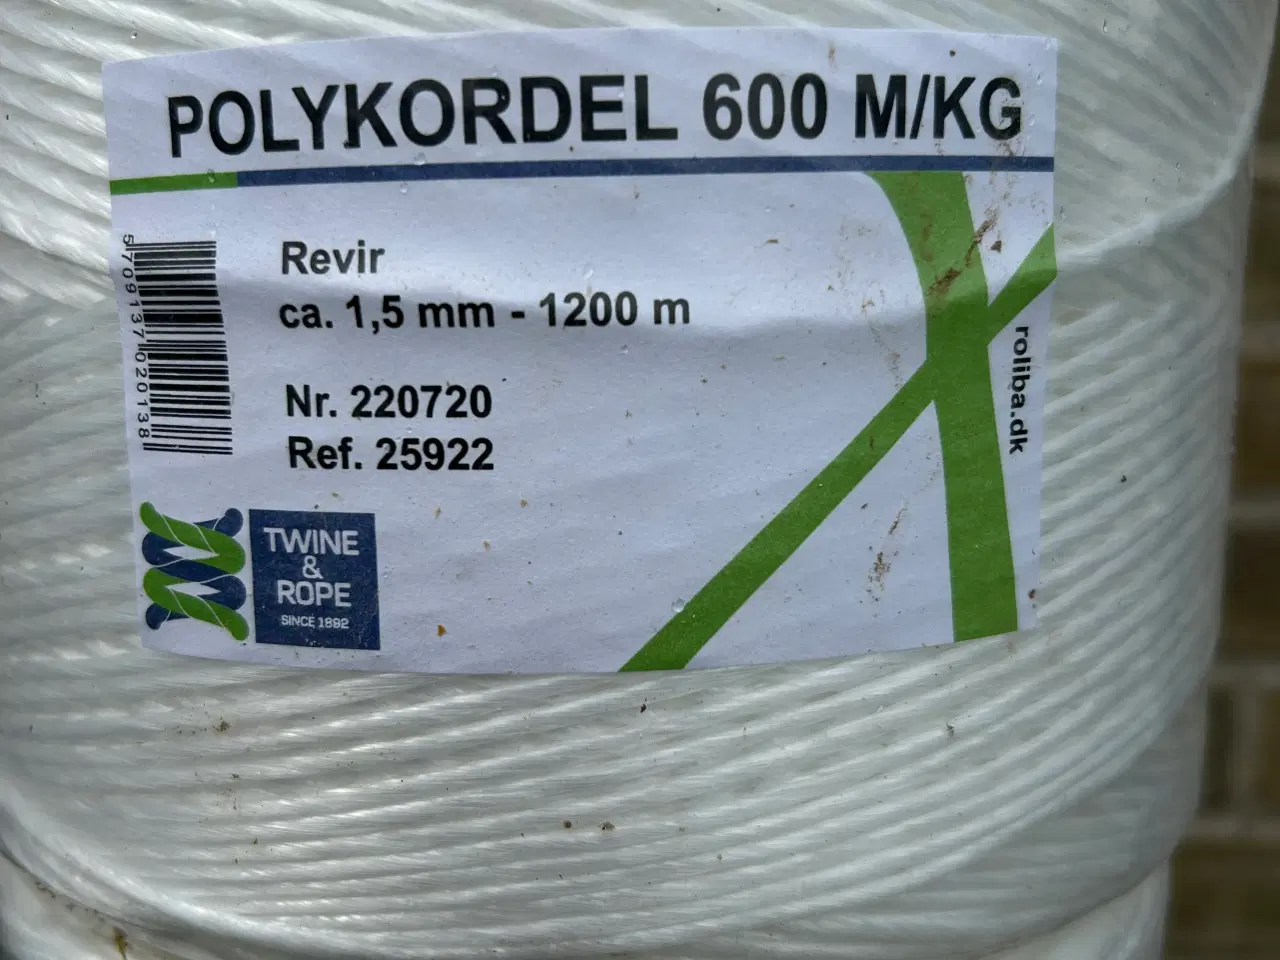 POLYKORDEL 600 M/KG
Revir
ca. 1,5 mm - 1200 m
Nr. 220720
Ref. 25922
5709137020138
roliba.dk
TWINE
&
ROPE
SINCE 1892